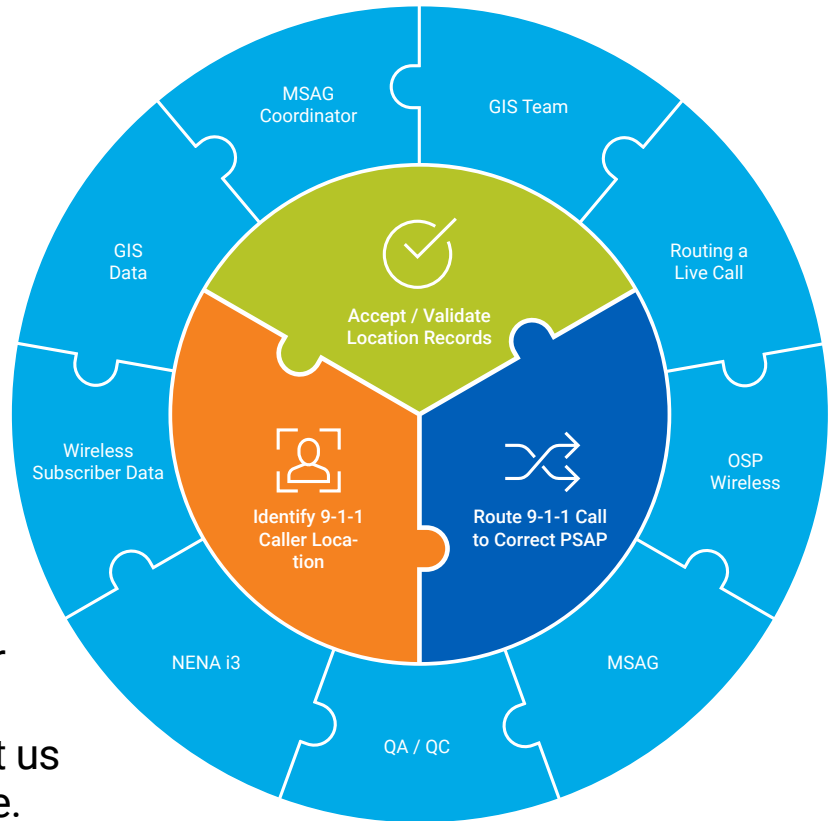 MSAG
Coordinator
GIS Team
GIS
Data
Routing a
Live Call
Accept / Validate
Location Records
Wireless
Subscriber Data
OSP
Wireless
Identify 9-1-1
Caller Loca-
tion
Route 9-1-1 Call
to Correct PSAP
NENA i3
MSAG
QA / QC
us